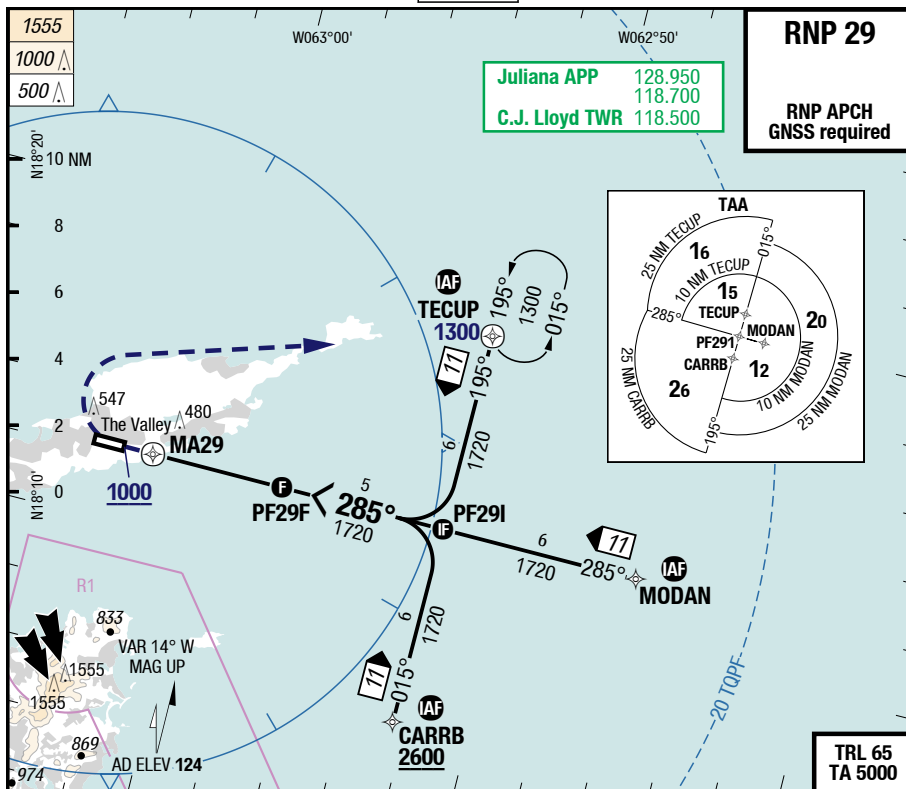 1555
1000
500
W063°00'
W062°50'
RNP 29
RNP APCH
GNSS required
Juliana APP 128.950
118.700
C.J. Lloyd TWR 118.500
N18°20'
10 NM
8
6
4
2
0
N18°10'
TAA
25 NM TECUP
16
015°
10 NM TECUP
15
TECUP
285°
MODAN
20
PF291
CARRB
12
25 NM CARRB
26
10 NM MODAN
25 NM MODAN
195°
IAF
TECUP
1300
195°
1300
015°
11
195°
6
1720
547
480
The Valley
MA29
1000
F
PF29F
5
285°
1720
IF
PF29I
6
1720
11
285°
IAF
MODAN
6
1720
11
015°
IAF
CARRB
2600
R1
833
VAR 14° W
MAG UP
1555
1555
869
974
AD ELEV 124
20 TQPF
TRL 65
TA 5000